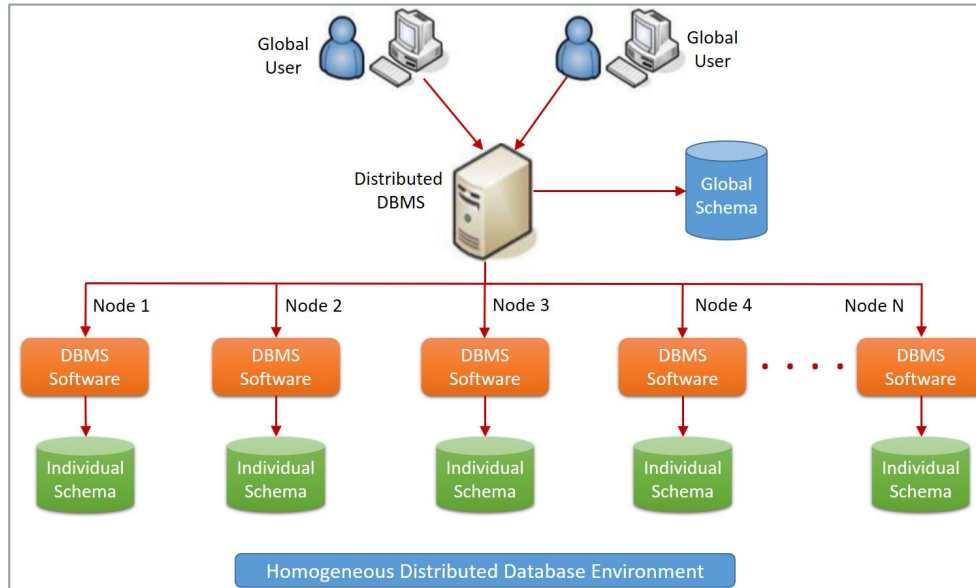 Global
User
Global
User
Distributed
DBMS
Global
Schema
Node 1
Node 2
Node 3
Node 4
Node N
DBMS
Software
DBMS
Software
DBMS
Software
DBMS
Software
DBMS
Software
Individual
Schema
Individual
Schema
Individual
Schema
Individual
Schema
Individual
Schema
Homogeneous Distributed Database Environment